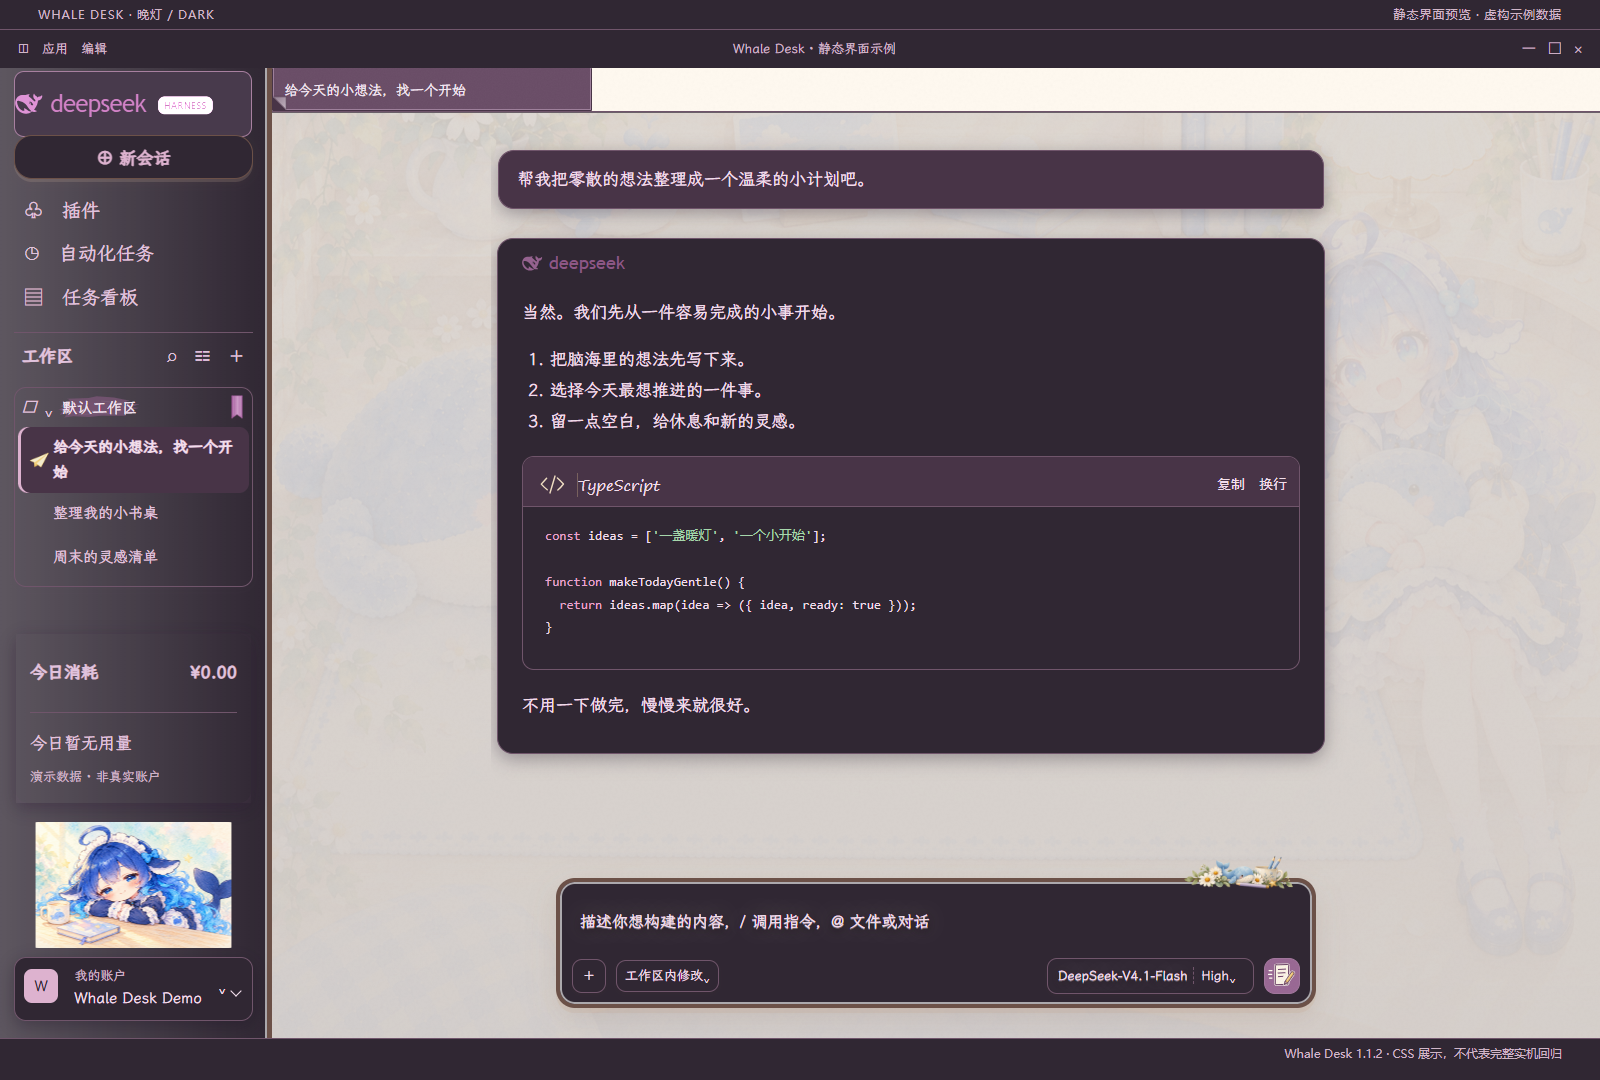 WHALE DESK · 晚灯 / DARK
静态界面预览 · 虚构示例数据
应用 编辑
Whale Desk · 静态界面示例
deepseek HARNESS
新会话
插件
自动化任务
任务看板
工作区
默认工作区
给今天的小想法，找一个开
始
整理我的小书桌
周末的灵感清单
今日消耗 ¥0.00
今日暂无用量
演示数据 · 非真实账户
W
我的账户
Whale Desk Demo
给今天的小想法，找一个开始
帮我把零散的想法整理成一个温柔的小计划吧。
deepseek
当然。我们先从一件容易完成的小事开始。
1. 把脑海里的想法先写下来。
2. 选择今天最想推进的一件事。
3. 留一点空白，给休息和新的灵感。
</> TypeScript 复制 换行
const ideas = ['一盏暖灯', '一个小开始'];
function makeTodayGentle() {
return ideas.map(idea => ({ idea, ready: true }));
}
不用一下做完，慢慢来就很好。
描述你想构建的内容，/ 调用指令，@ 文件或对话
+ 工作区内修改
DeepSeek-V4.1-Flash High
Whale Desk 1.1.2 · CSS 展示，不代表完整实机回归